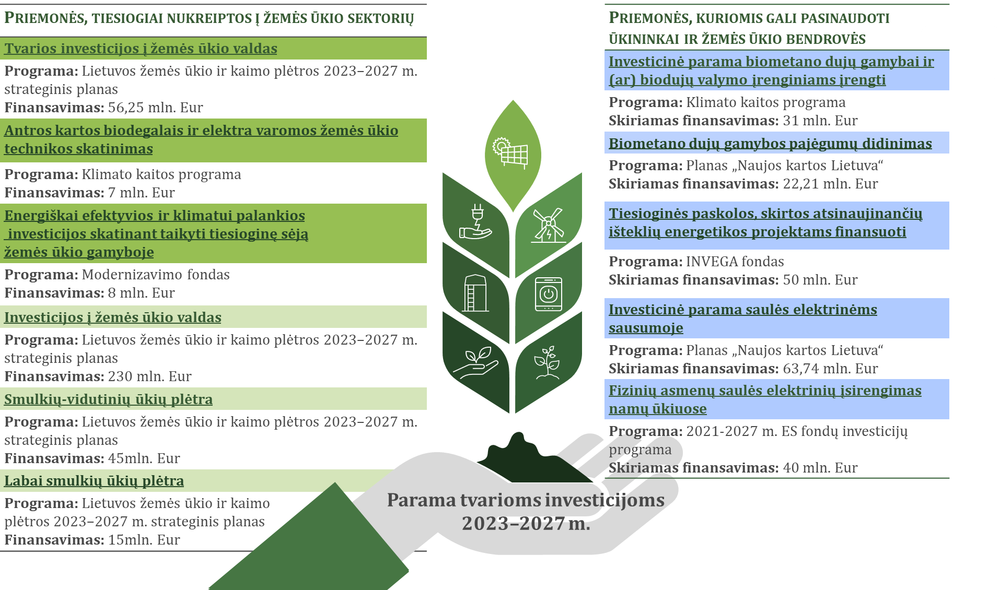 PRIEMONĖS, TIESIOGIAI NUKREIPTOS Į ŽEMĖS ŪKIO SEKTORIŲ
Tvarios investicijos į žemės ūkio valdas
Programa: Lietuvos žemės ūkio ir kaimo plėtros 2023–2027 m.
strateginis planas
Finansavimas: 56,25 mln. Eur
Antros kartos biodegalais ir elektra varomos žemės ūkio
technikos skatinimas
Programa: Klimato kaitos programa
Finansavimas: 7 mln. Eur
Energiškai efektyvios ir klimatui palankios
investicijos skatinant taikyti tiesioginę sėją
žemės ūkio gamyboje
Programa: Modernizavimo fondas
Finansavimas: 8 mln. Eur
Investicijos į žemės ūkio valdas
Programa: Lietuvos žemės ūkio ir kaimo plėtros 2023–2027 m.
strateginis planas
Finansavimas: 230 mln. Eur
Smulkių-vidutinių ūkių plėtra
Programa: Lietuvos žemės ūkio ir kaimo plėtros 2023–2027 m.
strateginis planas
Finansavimas: 45mln. Eur
Labai smulkių ūkių plėtra
Programa: Lietuvos žemės ūkio ir kaimo
plėtros 2023–2027 m. strateginis planas
Finansavimas: 15mln. Eur
PRIEMONĖS, KURIOMIS GALI PASINAUDOTI
ŪKININKAI IR ŽEMĖS ŪKIO BENDROVĖS
Investicinė parama biometano dujų gamybai ir
(ar) biodujų valymo įrenginiams įrengti
Programa: Klimato kaitos programa
Skiriamas finansavimas: 31 mln. Eur
Biometano dujų gamybos pajėgumų didinimas
Programa: Planas „Naujos kartos Lietuva“
Skiriamas finansavimas: 22,21 mln. Eur
Tiesioginės paskolos, skirtos atsinaujinančių
išteklių energetikos projektams finansuoti
Programa: INVEGA fondas
Skiriamas finansavimas: 50 mln. Eur
Investicinė parama saulės elektrinėms
sausumoje
Programa: Planas „Naujos kartos Lietuva“
Skiriamas finansavimas: 63,74 mln. Eur
Fizinių asmenų saulės elektrinių įsirengimas
namų ūkiuose
Programa: 2021-2027 m. ES fondų investicijų
programa
Skiriamas finansavimas: 40 mln. Eur
Parama tvarioms investicijoms
2023–2027 m.